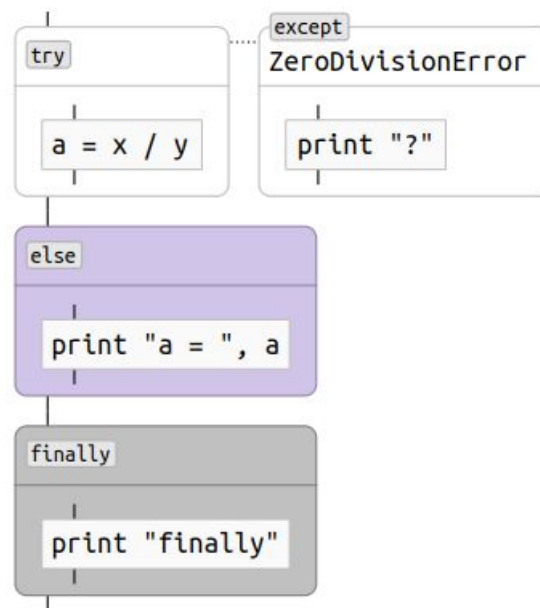 try
a = x / y
except
ZeroDivisionError
print "?"
else
print "a = ", a
finally
print "finally"